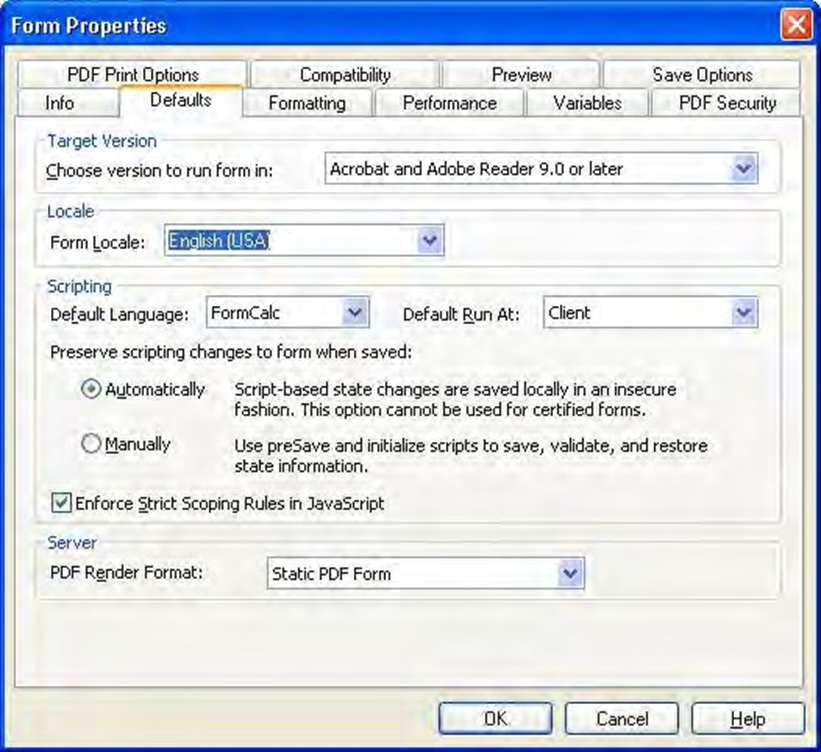 Form Properties
PDF Print Options Compatibility Preview Save Options
Info Defaults Formatting Performance Variables PDF Security
Target Version
Choose version to run form in: Acrobat and Adobe Reader 9.0 or later
Locale
Form Locale: English (USA)
Scripting
Default Language: FormCalc Default Run At: Client
Preserve scripting changes to form when saved:
Automatically Script-based state changes are saved locally in an insecure
fashion. This option cannot be used for certified forms.
Manually Use preSave and initialize scripts to save, validate, and restore
state information.
Enforce Strict Scoping Rules in JavaScript
Server
PDF Render Format: Static PDF Form
OK Cancel Help